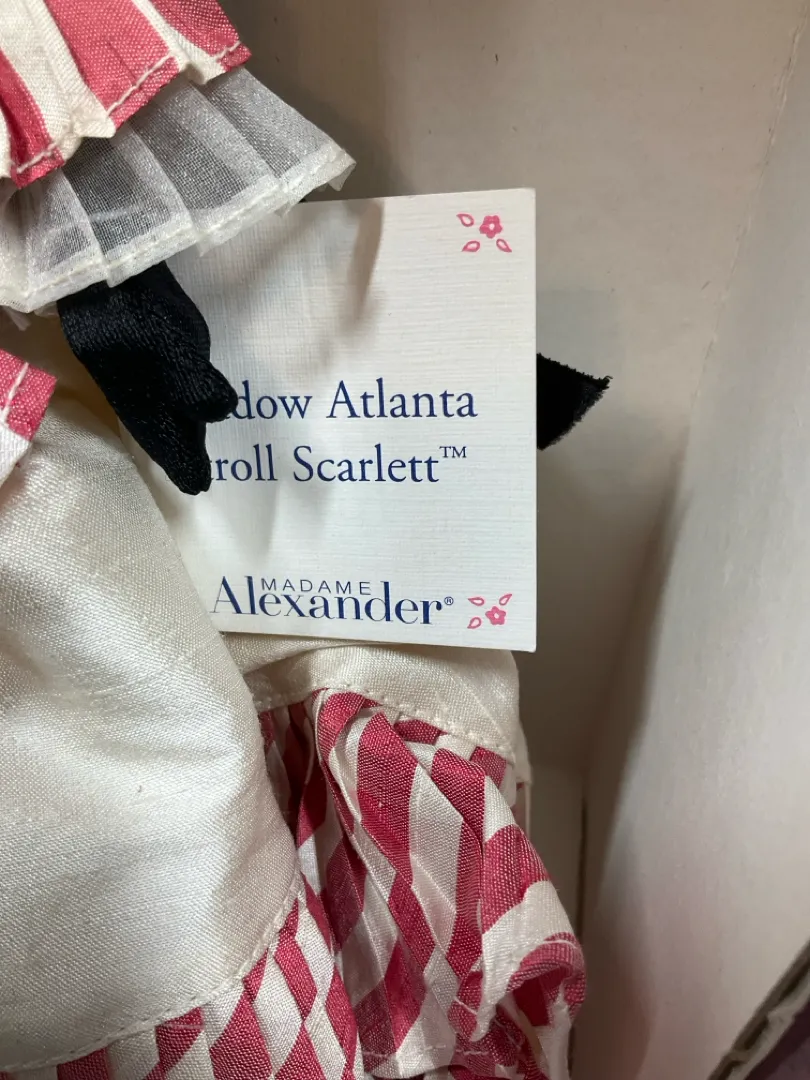 dow Atlanta
roll Scarlett™
MADAME
Alexander®